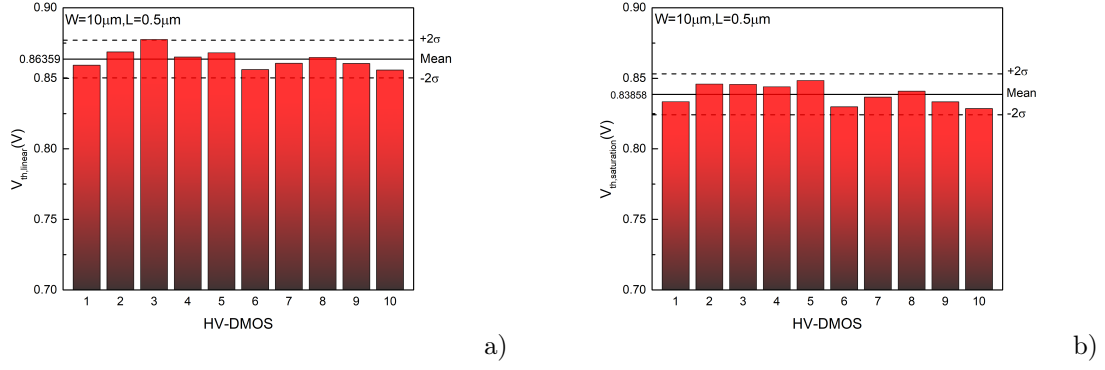 W=10μm,L=0.5μm
0.90
+2σ
0.86359
Mean
0.85
-2σ
0.80
V_th,linear(V)
0.75
0.70
1 2 3 4 5 6 7 8 9 10
HV-DMOS
a)
W=10μm,L=0.5μm
0.90
+2σ
0.85
Mean
0.83858
-2σ
0.80
V_th,saturation(V)
0.75
0.70
1 2 3 4 5 6 7 8 9 10
HV-DMOS
b)